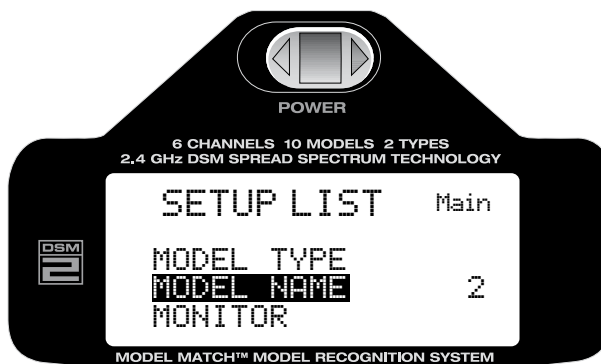 POWER
6 CHANNELS 10 MODELS 2 TYPES
2.4 GHz DSM SPREAD SPECTRUM TECHNOLOGY
SETUP LIST Main
DSM
2
MODEL TYPE
MODEL NAME 2
MONITOR
MODEL MATCH™ MODEL RECOGNITION SYSTEM